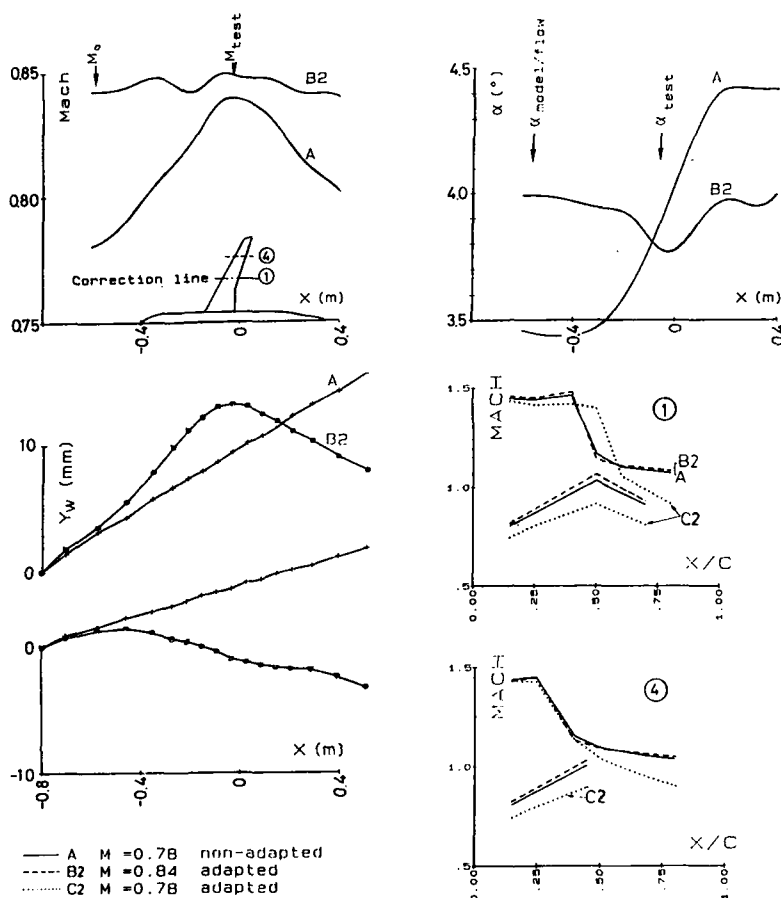 Mo
Mtest
0.85
B2
Mach
A
0.80
④
①
Correction line
X (m)
0.75
-0.4
0
0.4
4.5
α (°)
α model/flow
α test
A
4.0
B2
X (m)
3.5
-0.4
0
0.4
A
B2
10
Yw (mm)
0
0
X (m)
-10
-0.8
-0.4
0
0.4
1.5
MACH
①
B2
A
1.0
C2
X/C
.5
0.00
.25
.50
.75
1.00
1.5
MACH
④
1.0
C2
X/C
.5
0.00
.25
.50
.75
1.00
A M =0.78 non-adapted
B2 M =0.84 adapted
C2 M =0.78 adapted